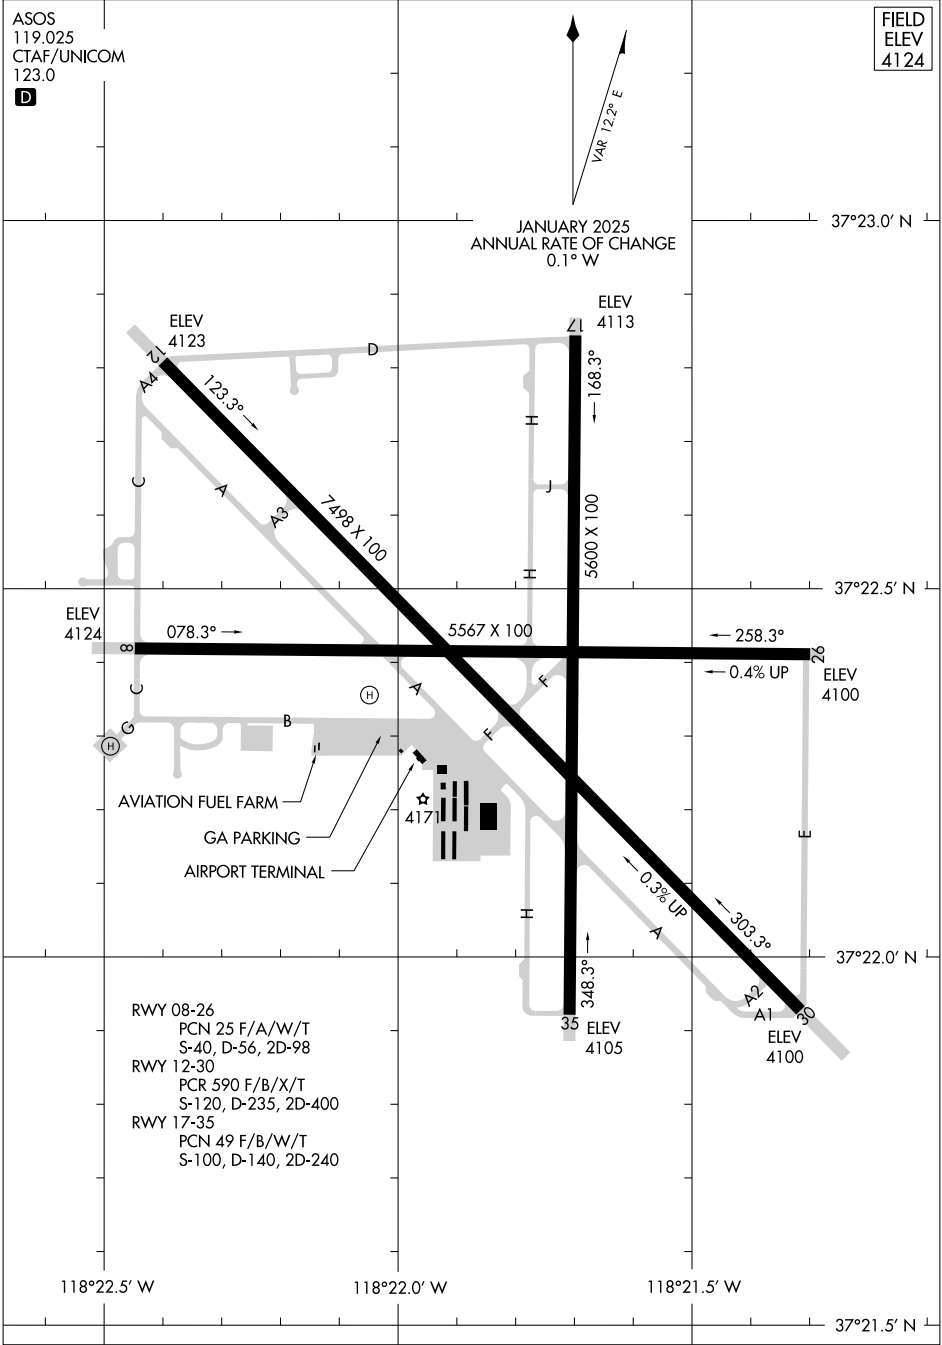 ASOS
119.025
CTAF/UNICOM
123.0
D
FIELD
ELEV
4124
VAR 12.2° E
JANUARY 2025
ANNUAL RATE OF CHANGE
0.1° W
37°23.0' N
ELEV
4123
ELEV
4113
12
17
D
A4
123.3°
168.3°
H
C
A
J
A3
7498 X 100
5600 X 100
H
37°22.5' N
ELEV
4124
078.3°
5567 X 100
258.3°
8
26
0.4% UP
ELEV
4100
C
A
F
H
G
B
F
H
AVIATION FUEL FARM
4171
GA PARKING
E
AIRPORT TERMINAL
0.3% UP
H
A
303.3°
37°22.0' N
348.3°
A2
A1
30
35
ELEV
4105
ELEV
4100
RWY 08-26
PCN 25 F/A/W/T
S-40, D-56, 2D-98
RWY 12-30
PCR 590 F/B/X/T
S-120, D-235, 2D-400
RWY 17-35
PCN 49 F/B/W/T
S-100, D-140, 2D-240
118°22.5' W
118°22.0' W
118°21.5' W
37°21.5' N